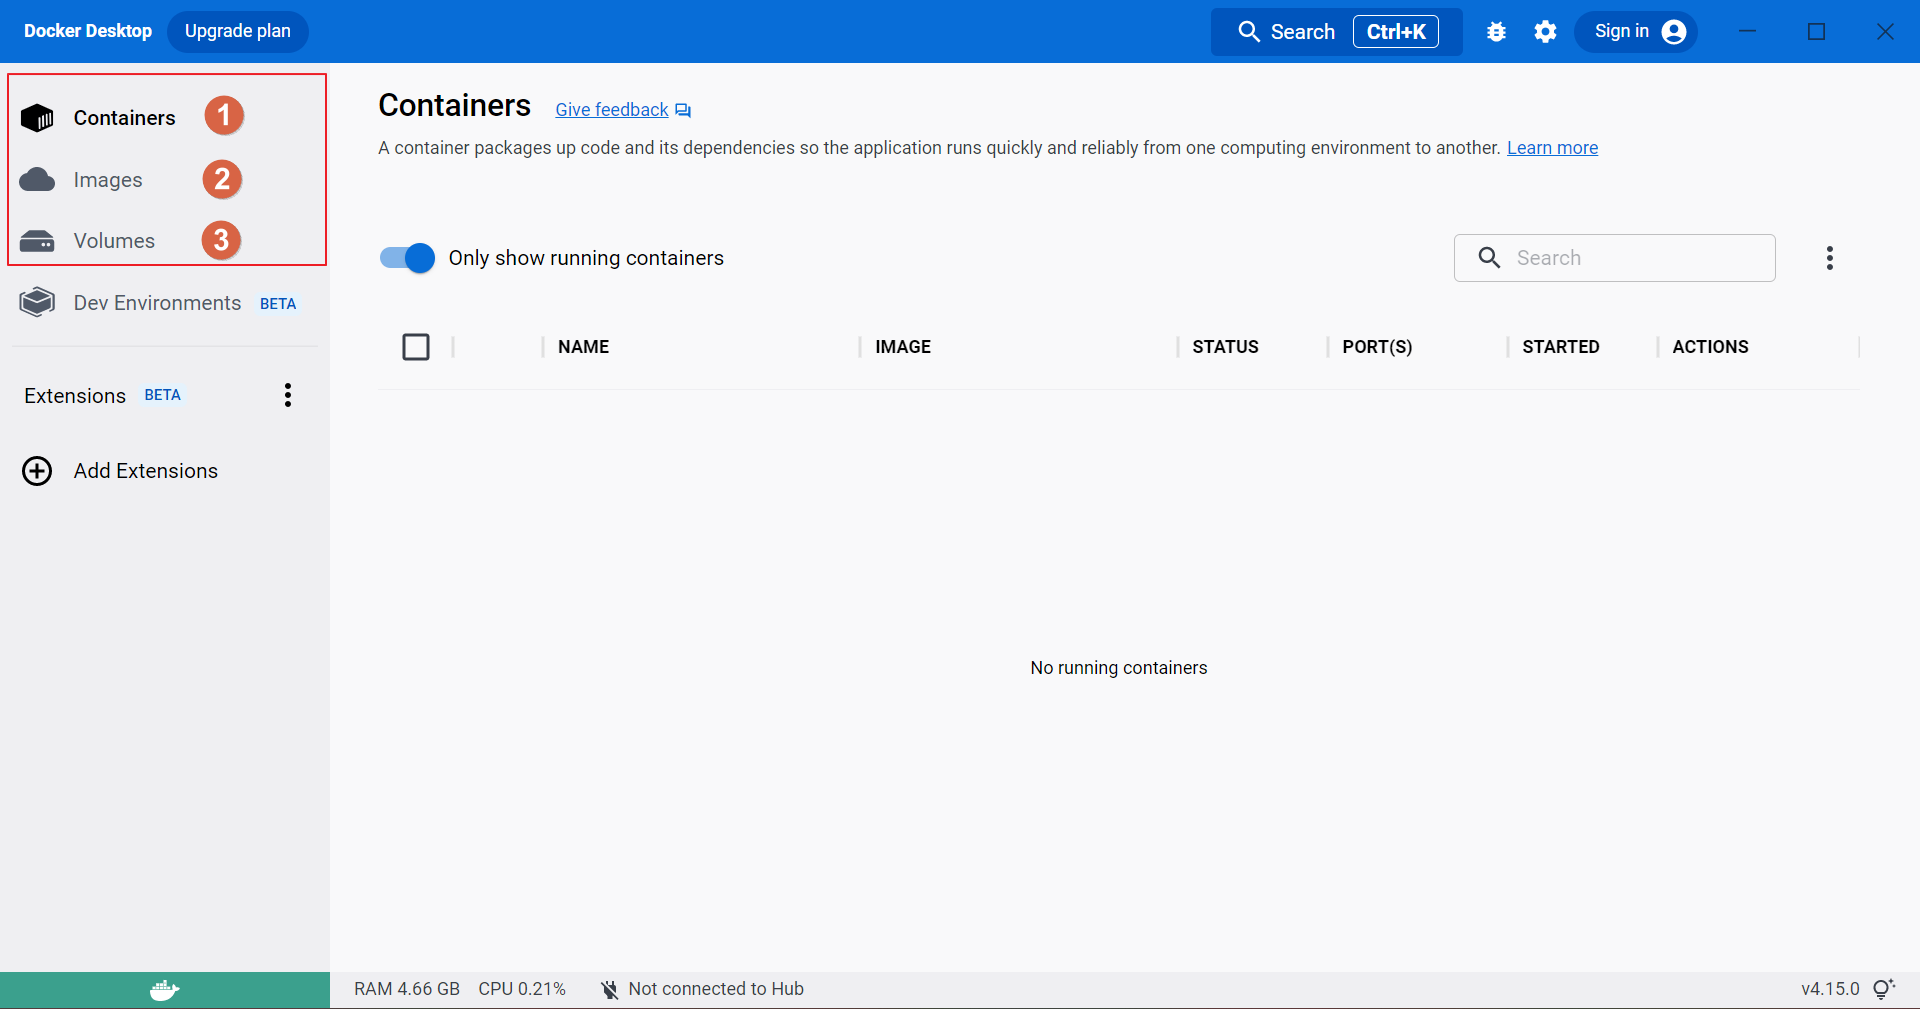 Docker Desktop Upgrade plan Search Ctrl+K Sign in
Containers 1
Images 2
Volumes 3
Dev Environments BETA
Extensions BETA
Add Extensions
Containers Give feedback
A container packages up code and its dependencies so the application runs quickly and reliably from one computing environment to another. Learn more
Only show running containers Search
NAME IMAGE STATUS PORT(S) STARTED ACTIONS
No running containers
RAM 4.66 GB CPU 0.21% Not connected to Hub v4.15.0